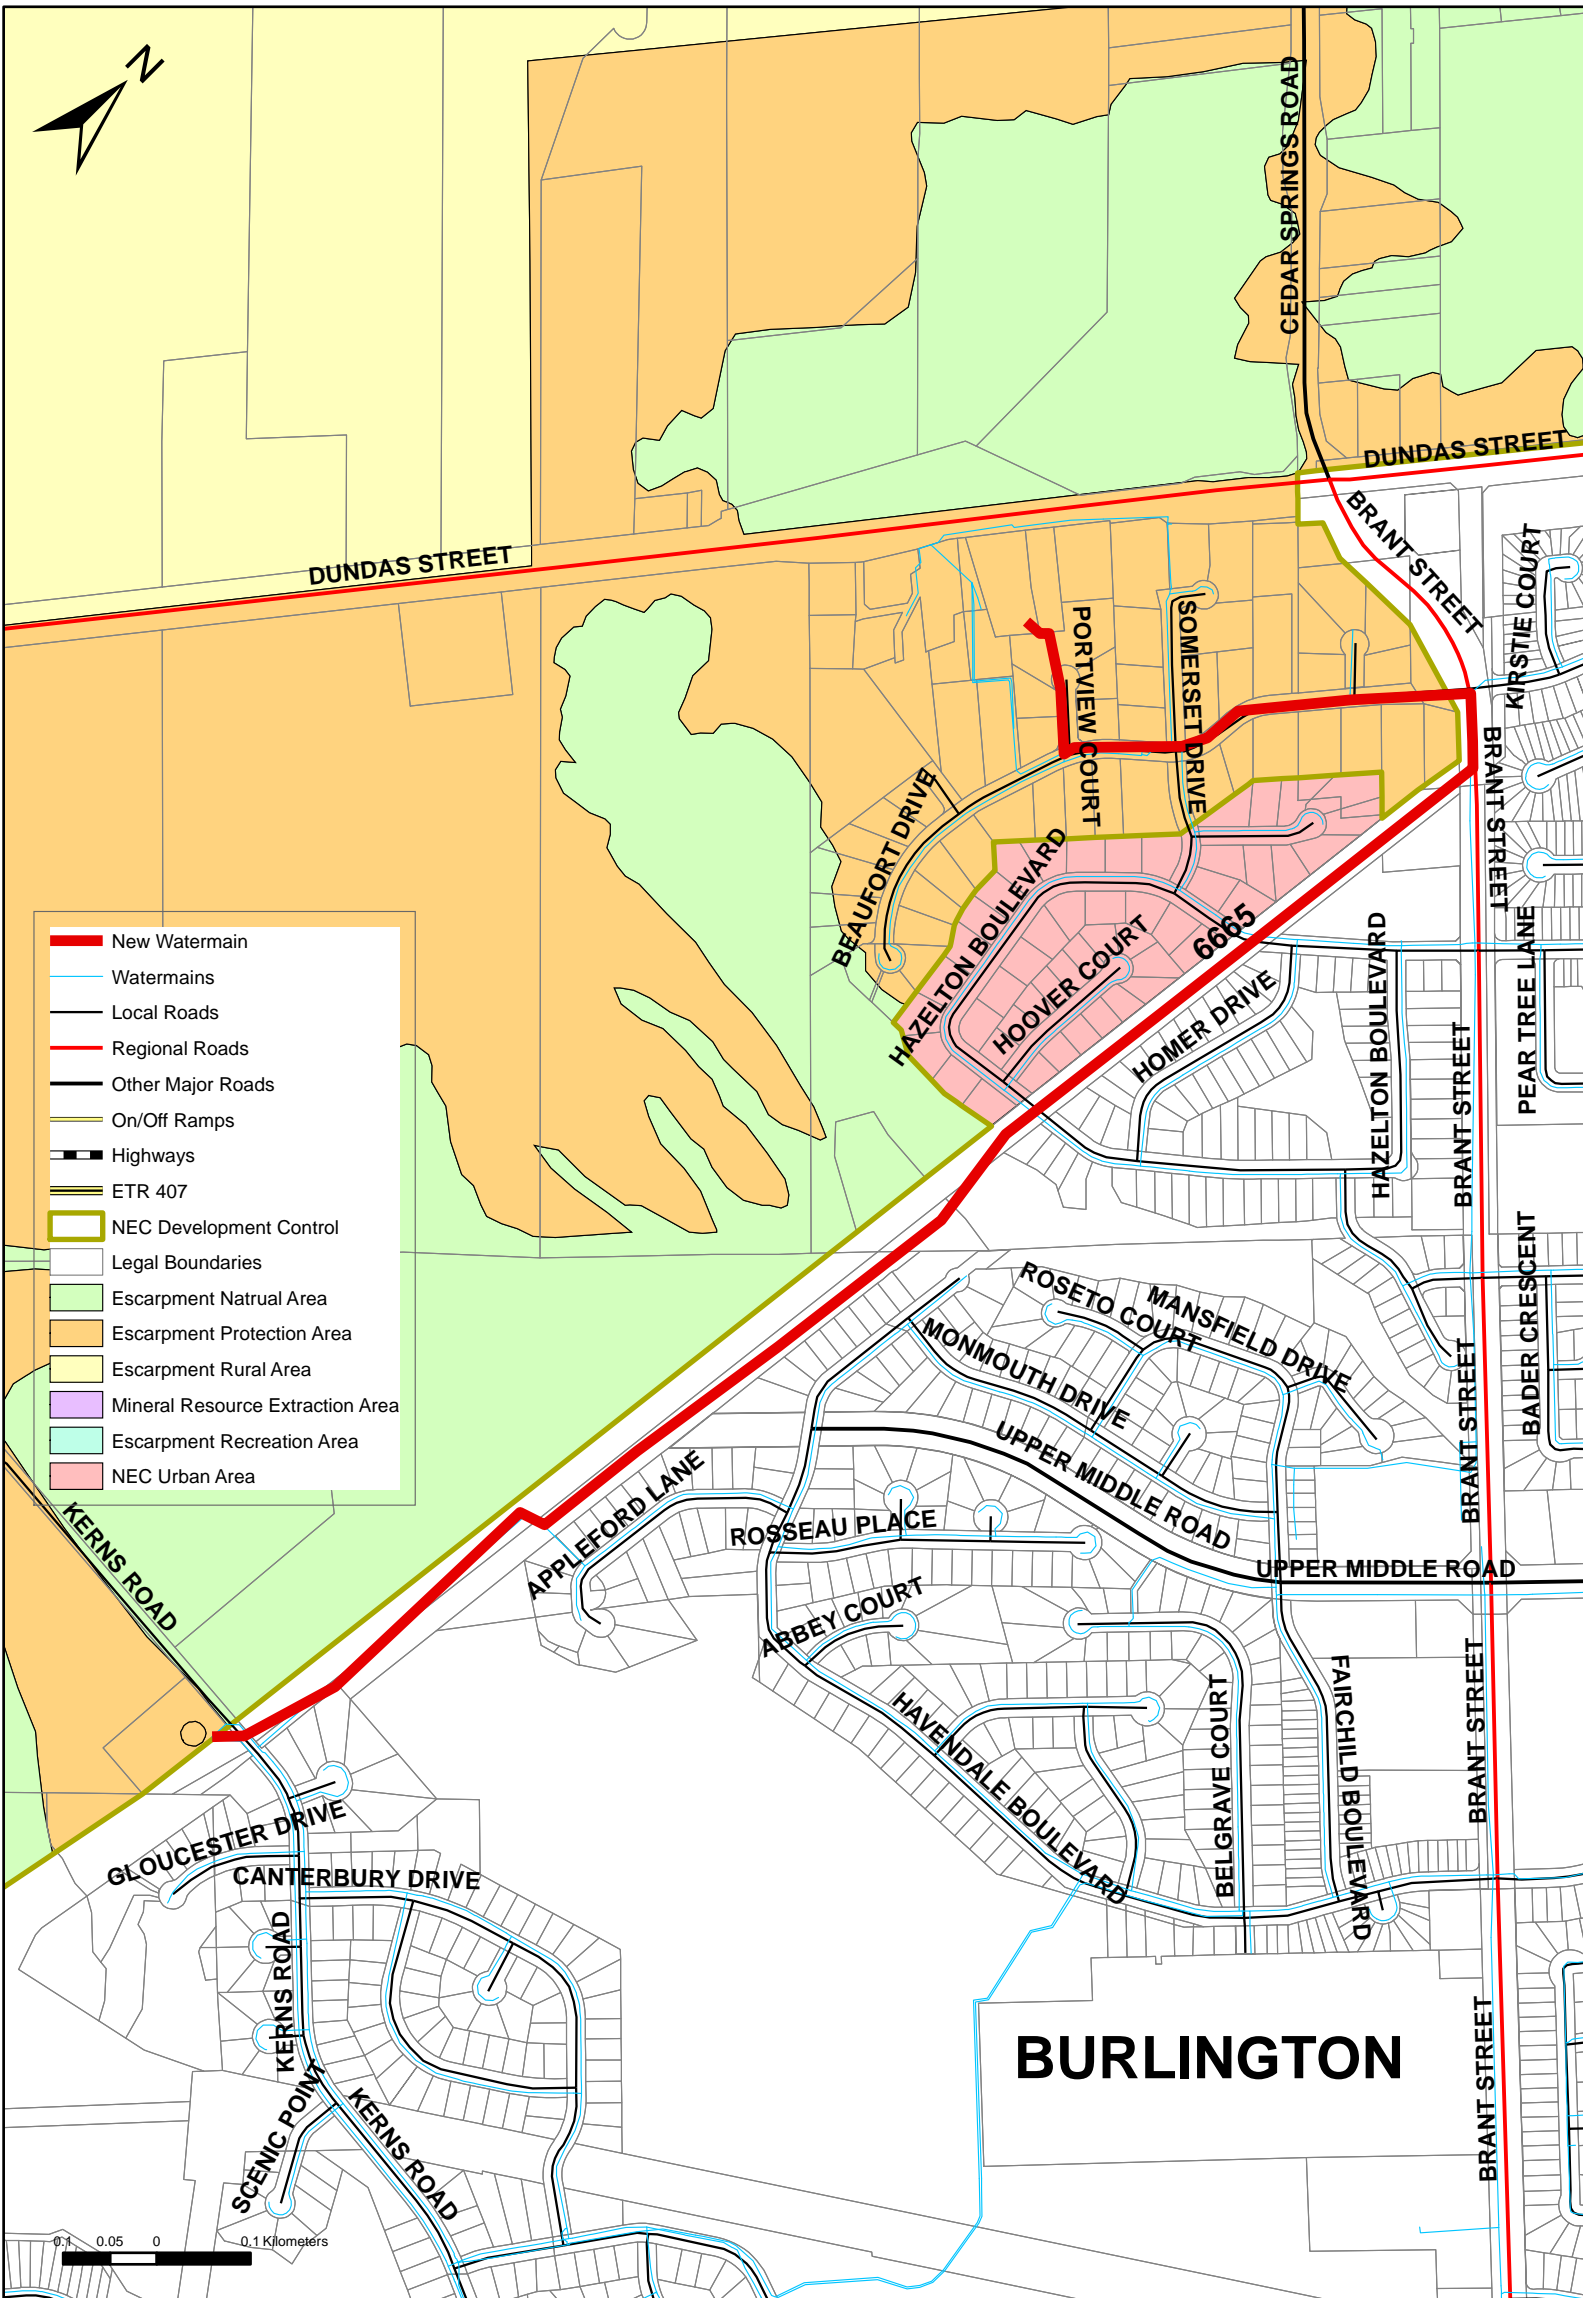 N
CEDAR SPRINGS ROAD
DUNDAS STREET
BRANT STREET
KIRSTIE COURT
DUNDAS STREET
PORTVIEW COURT
SOMERSET DRIVE
BRANT STREET
BEAUFORT DRIVE
HAZELTON BOULEVARD
HOOVER COURT
6665
HOMER DRIVE
HAZELTON BOULEVARD
BRANT STREET
PEAR TREE LANE
New Watermain
Watermains
Local Roads
Regional Roads
Other Major Roads
On/Off Ramps
Highways
ETR 407
NEC Development Control
Legal Boundaries
Escarpment Natrual Area
Escarpment Protection Area
Escarpment Rural Area
Mineral Resource Extraction Area
Escarpment Recreation Area
NEC Urban Area
ROSETO COURT
MANSFIELD DRIVE
MONMOUTH DRIVE
BRANT STREET
BADER CRESCENT
UPPER MIDDLE ROAD
APPLEFORD LANE
ROSSEAU PLACE
UPPER MIDDLE ROAD
KERNS ROAD
ABBEY COURT
HAVENDALE BOULEVARD
BELGRAVE COURT
FAIRCHILD BOULEVARD
BRANT STREET
GLOUCESTER DRIVE
CANTERBURY DRIVE
KERNS ROAD
BURLINGTON
BRANT STREET
SCENIC POINT
KERNS ROAD
0.1 0.05 0 0.1 Kilometers